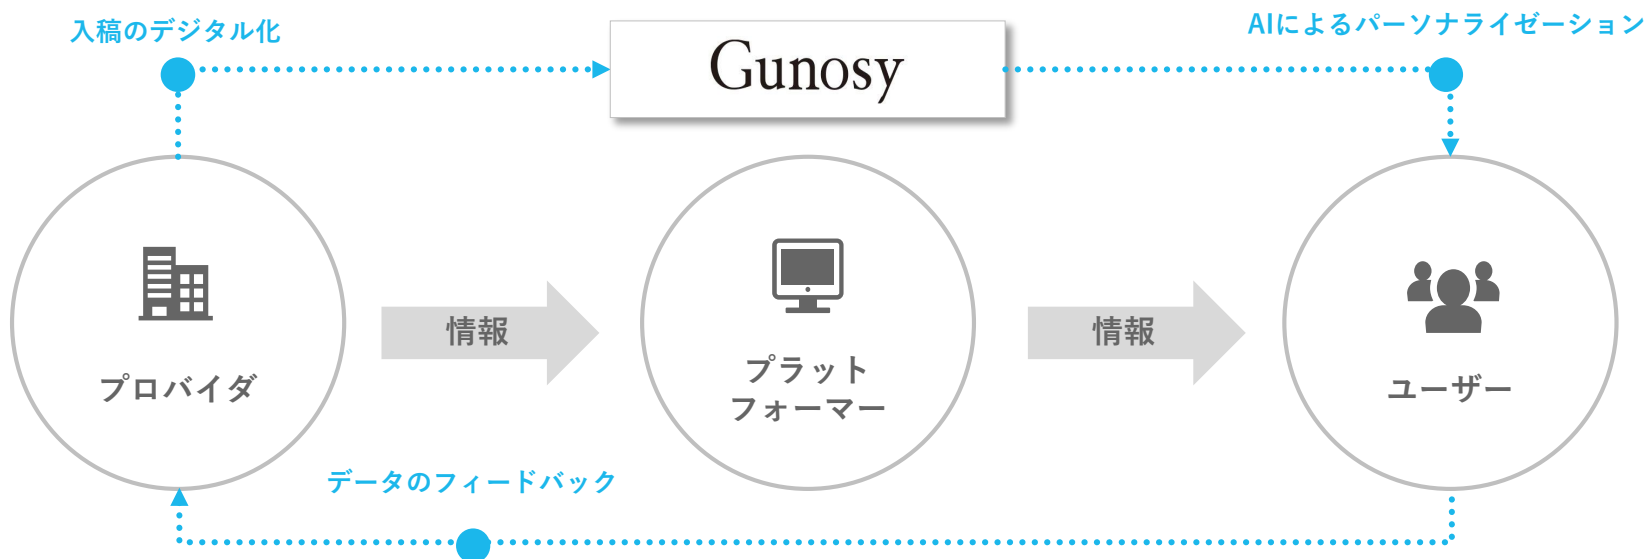 入稿のデジタル化
Gunosy
AIによるパーソナライゼーション
プロバイダ
情報
プラット
フォーマー
情報
ユーザー
データのフィードバック